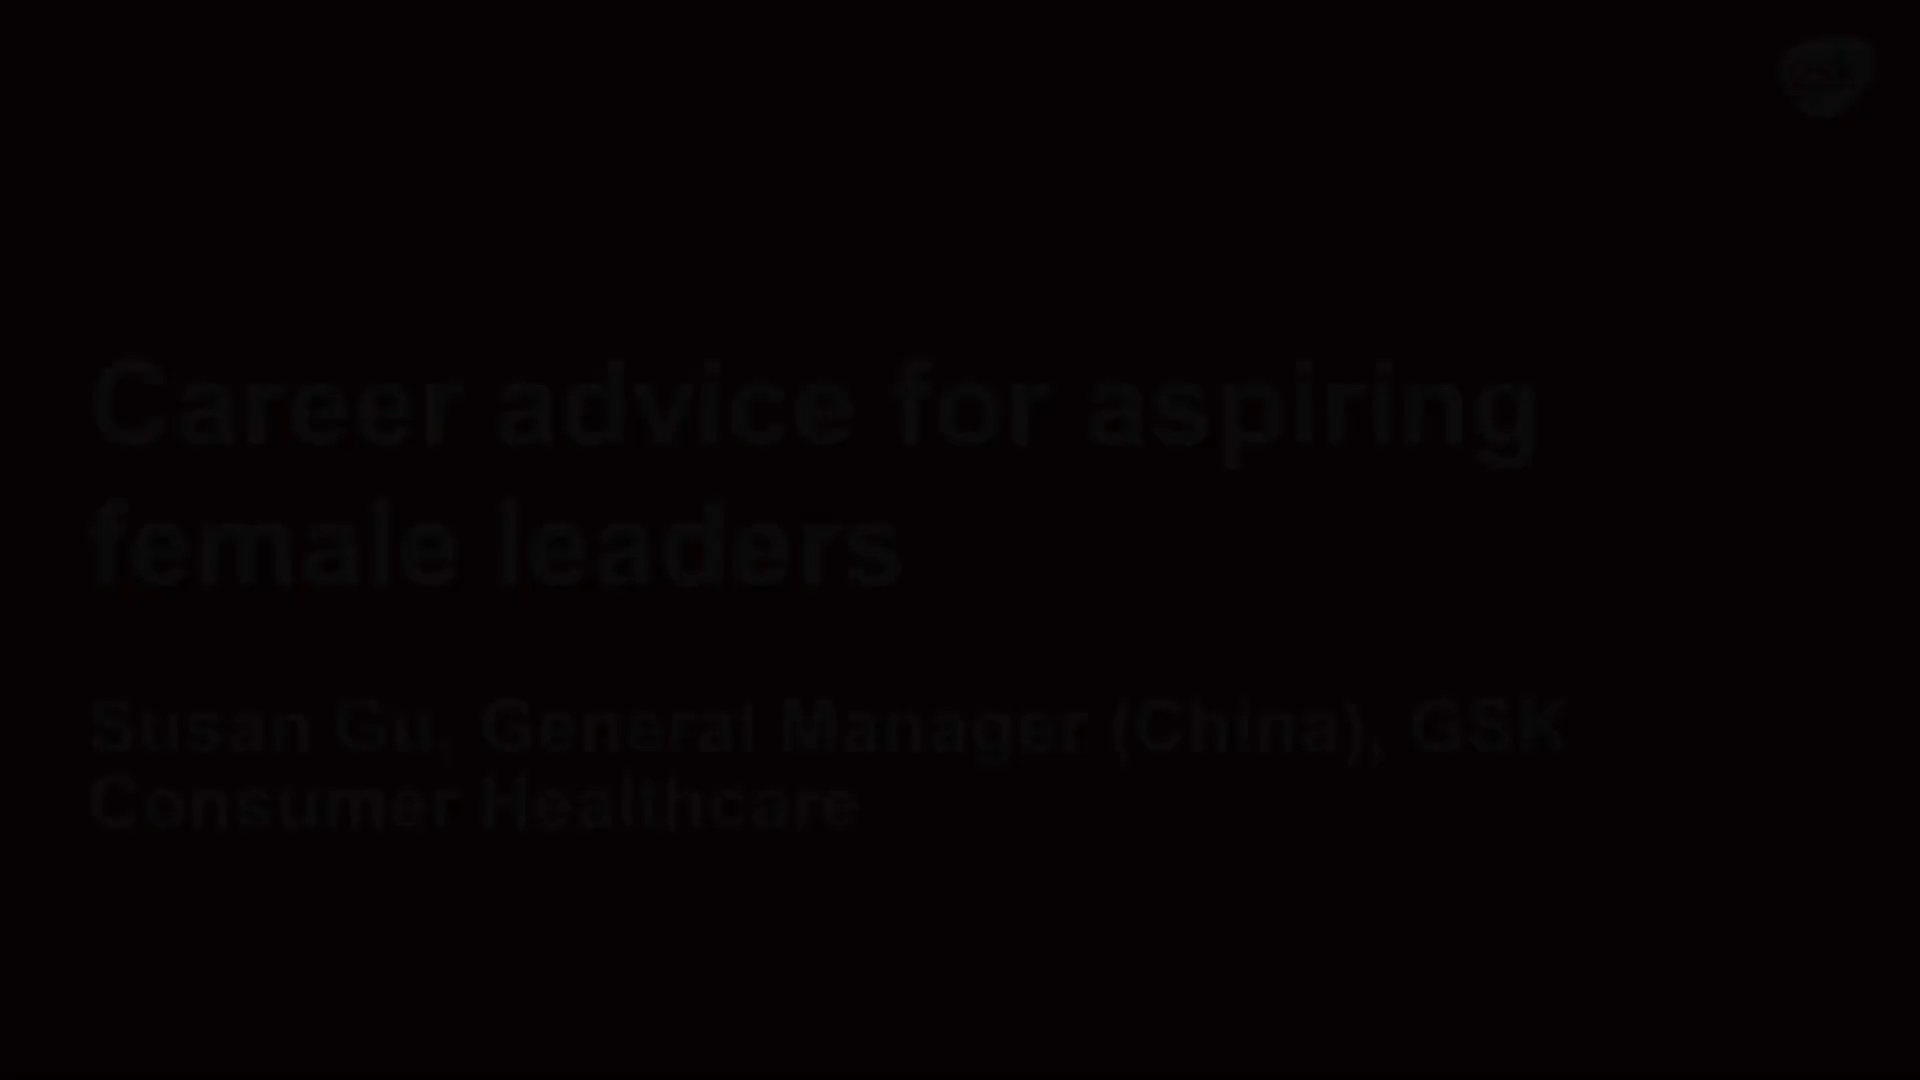 Career advice for aspiring
female leaders
Susan Gu, General Manager (China), GSK
Consumer Healthcare